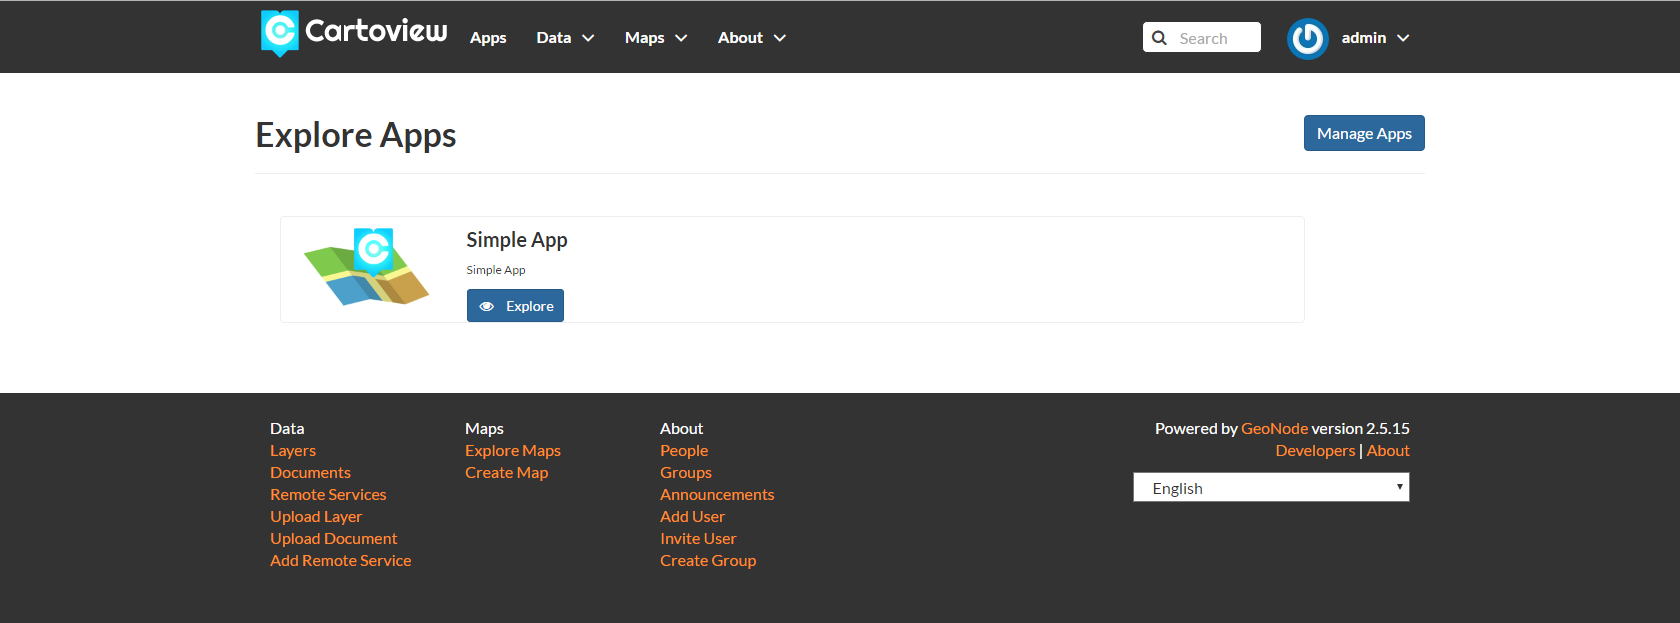 Cartoview Apps Data Maps About Search admin
Explore Apps
Manage Apps
Simple App
Simple App
Explore
Data
Layers
Documents
Remote Services
Upload Layer
Upload Document
Add Remote Service
Maps
Explore Maps
Create Map
About
People
Groups
Announcements
Add User
Invite User
Create Group
Powered by GeoNode version 2.5.15
Developers | About
English